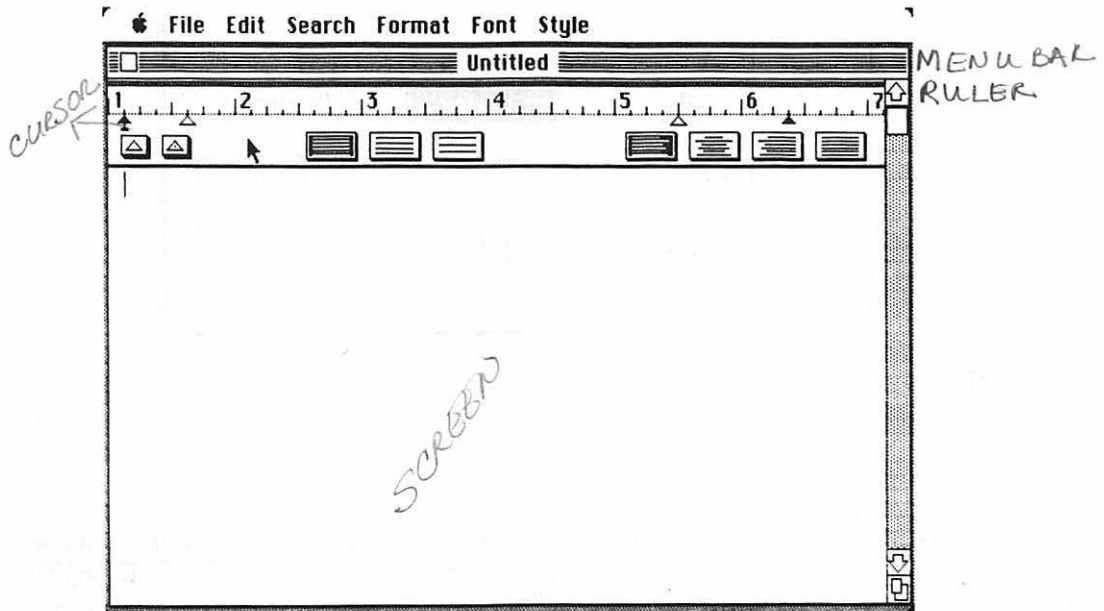 File Edit Search Format Font Style
Untitled
MENU BAR
RULER
1 2 3 4 5 6 7
CURSOR
SCREEN